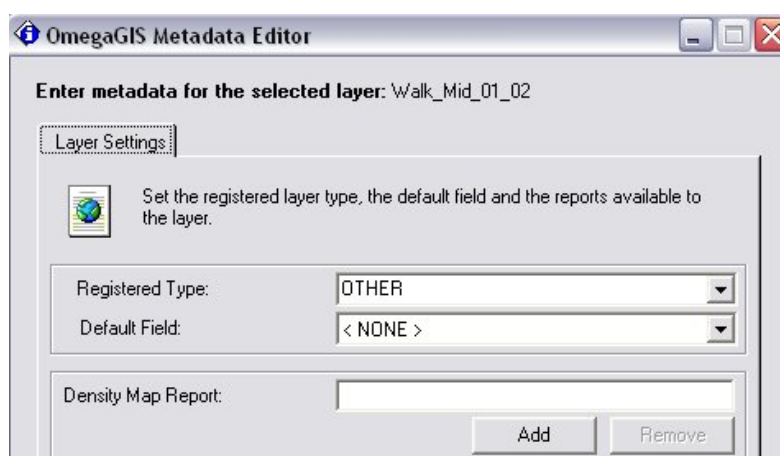 OmegaGIS Metadata Editor
Enter metadata for the selected layer: Walk_Mid_01_02
Layer Settings
Set the registered layer type, the default field and the reports available to
the layer.
Registered Type: OTHER
Default Field: < NONE >
Density Map Report:
Add Remove